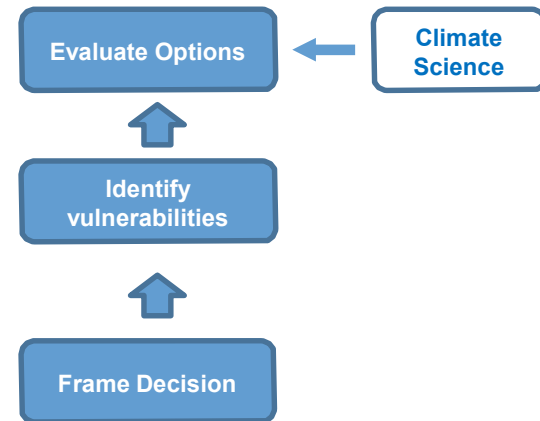 Evaluate Options
Climate
Science
Identify
vulnerabilities
Frame Decision